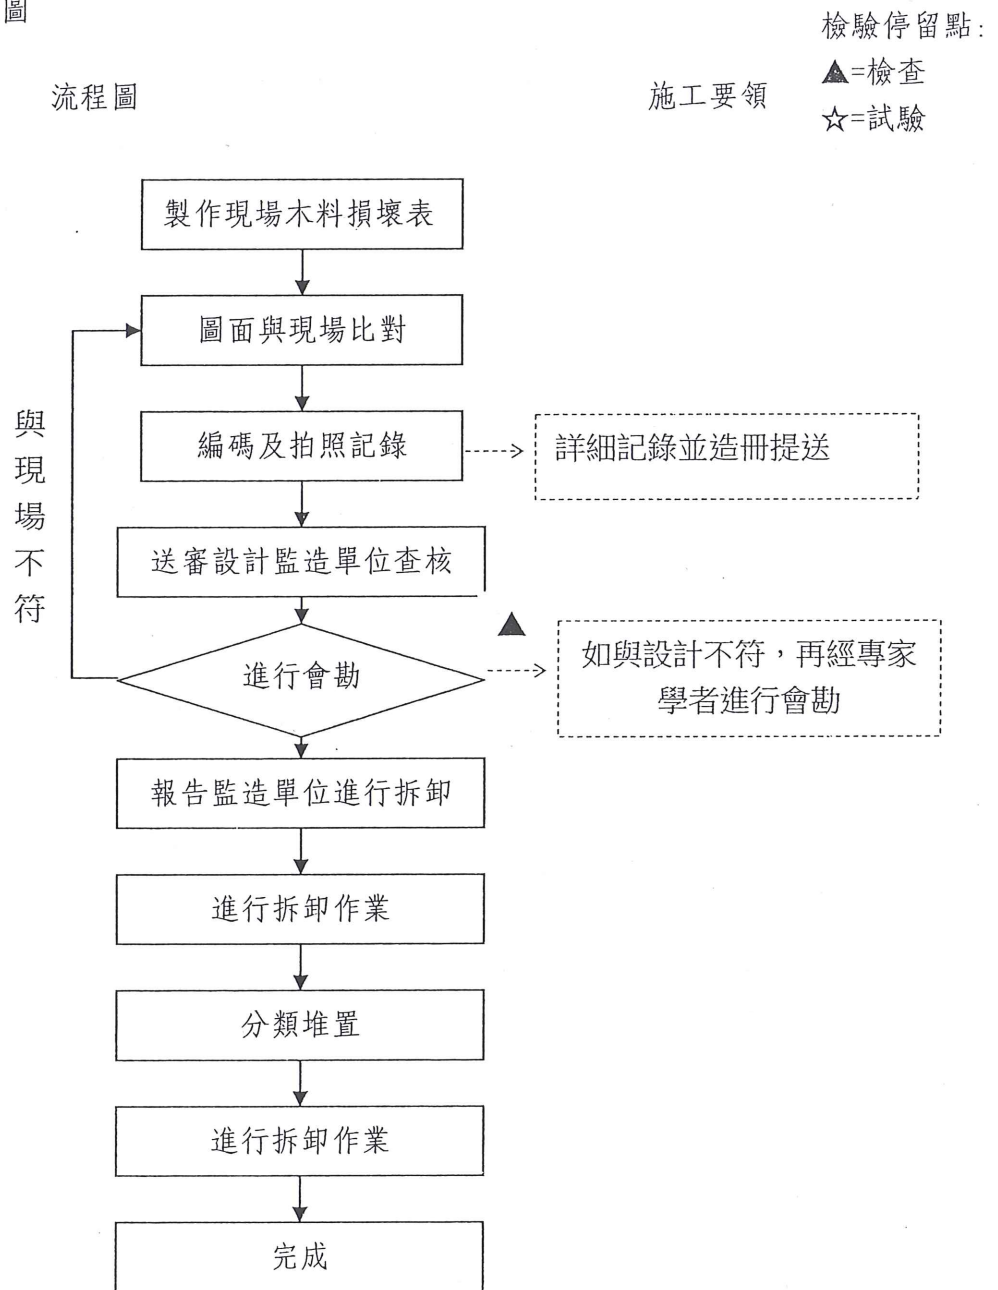 圖
檢驗停留點:
流程圖
施工要領
▲=檢查
☆=試驗
製作現場木料損壞表
圖面與現場比對
與現場不符
編碼及拍照記錄
詳細記錄並造冊提送
送審設計監造單位查核
進行會勘
▲
如與設計不符，再經專家
學者進行會勘
報告監造單位進行拆卸
進行拆卸作業
分類堆置
進行拆卸作業
完成